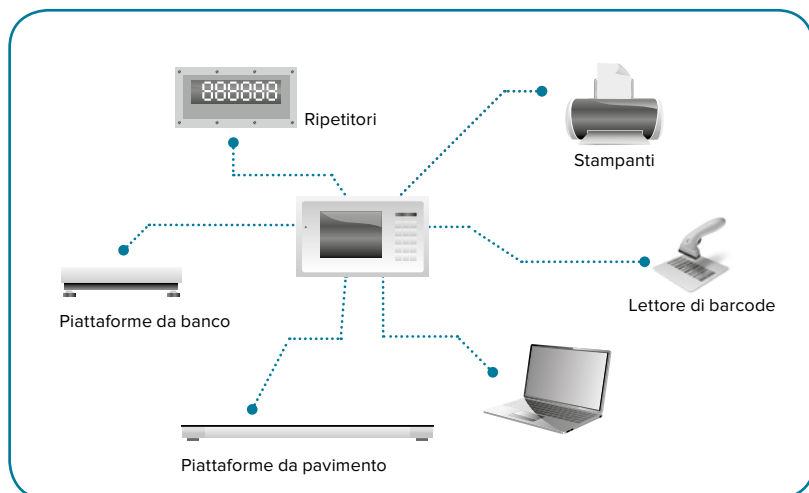 888888
Ripetitori
Stampanti
Piattaforme da banco
Lettore di barcode
Piattaforme da pavimento